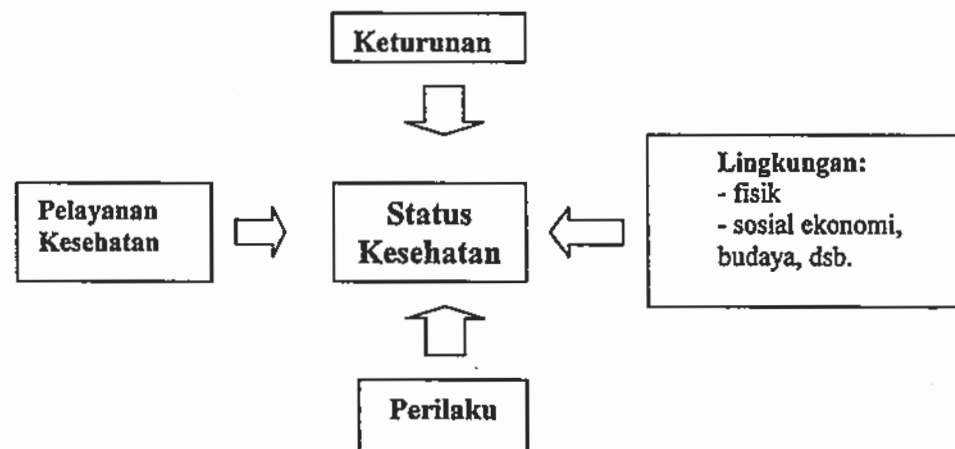 Keturunan
Pelayanan
Kesehatan
Status
Kesehatan
Lingkungan:
- fisik
- sosial ekonomi,
budaya, dsb.
Perilaku